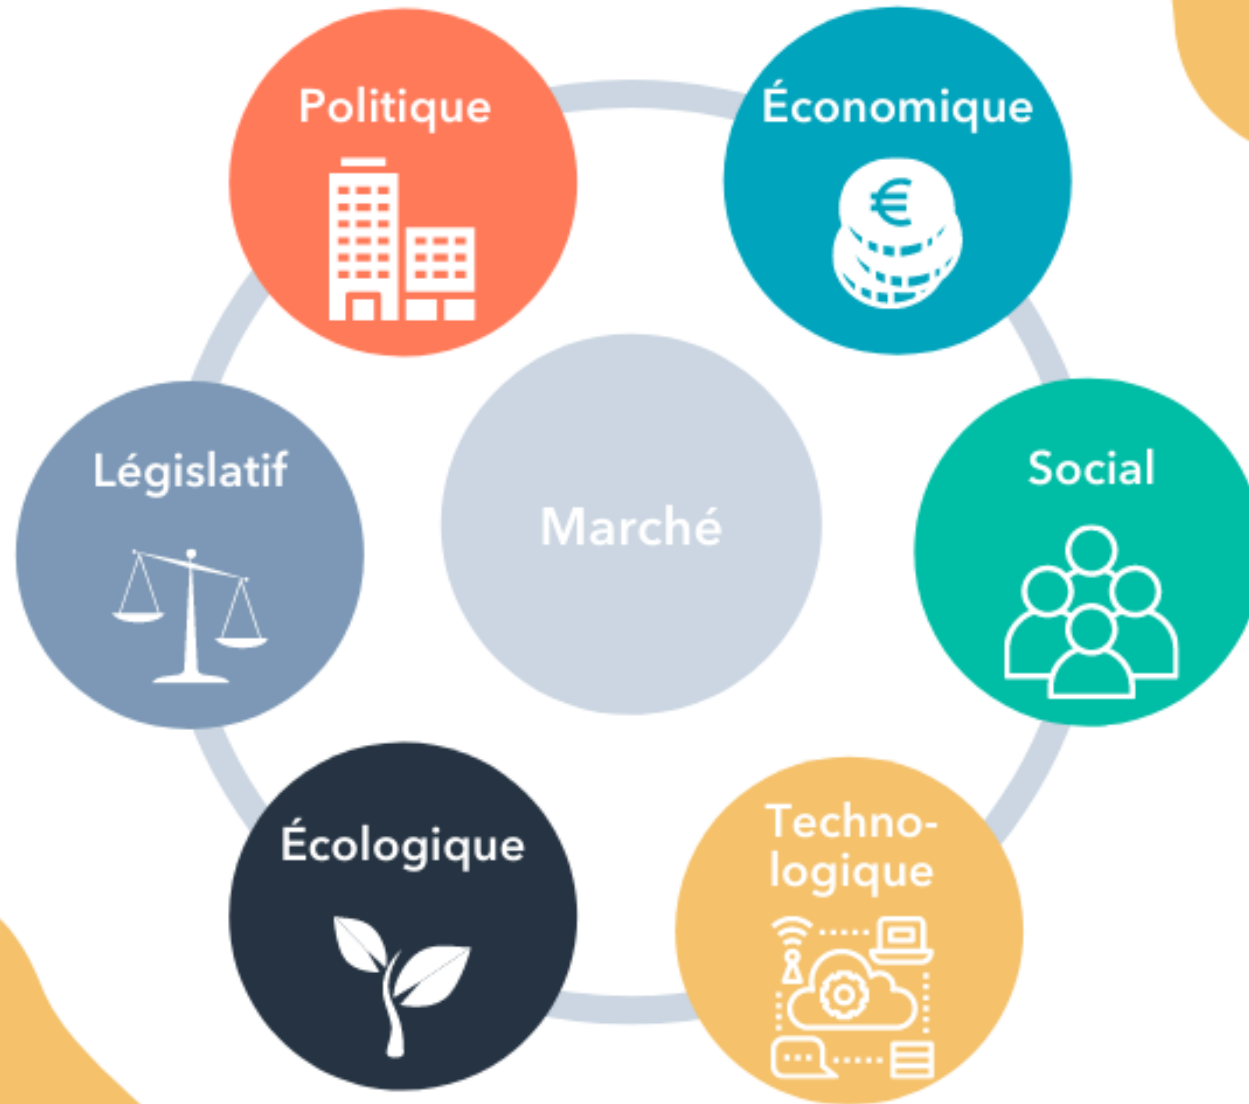 Politique
Économique
€
Législatif
Social
Marché
Écologique
Techno-
logique